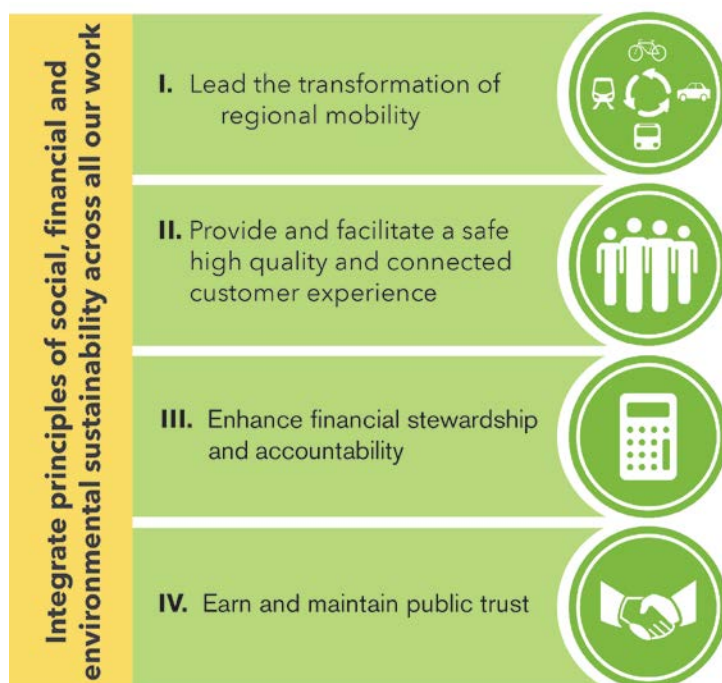 Integrate principles of social, financial and
environmental sustainability across all our work
I. Lead the transformation of
regional mobility
II. Provide and facilitate a safe
high quality and connected
customer experience
III. Enhance financial stewardship
and accountability
IV. Earn and maintain public trust